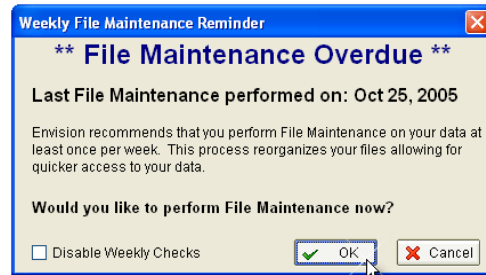 Weekly File Maintenance Reminder
** File Maintenance Overdue **
Last File Maintenance performed on: Oct 25, 2005
Envision recommends that you perform File Maintenance on your data at
least once per week. This process reorganizes your files allowing for
quicker access to your data.
Would you like to perform File Maintenance now?
Disable Weekly Checks OK Cancel